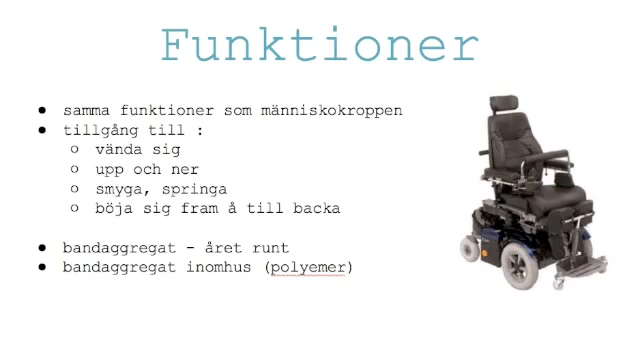 Funktioner
● samma funktioner som människokroppen
● tillgång till :
○ vända sig
○ upp och ner
○ smyga, springa
○ böja sig fram å till backa
● bandaggregat - året runt
● bandaggregat inomhus (polyemer)